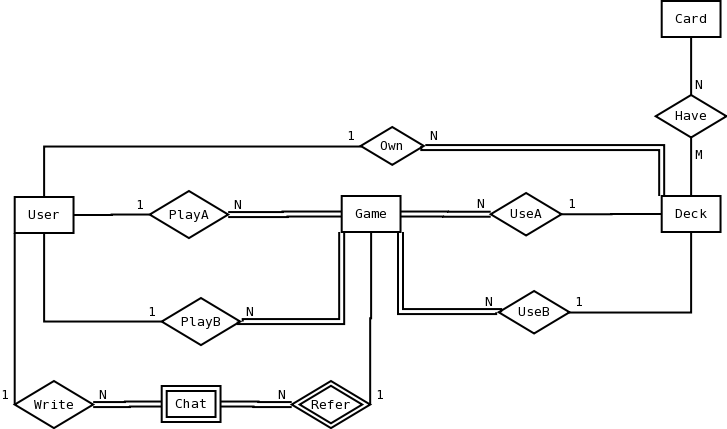 Card
N
Have
M
1
Own
N
User
1
PlayA
N
Game
N
UseA
1
Deck
1
PlayB
N
N
UseB
1
1
Write
N
Chat
N
Refer
1